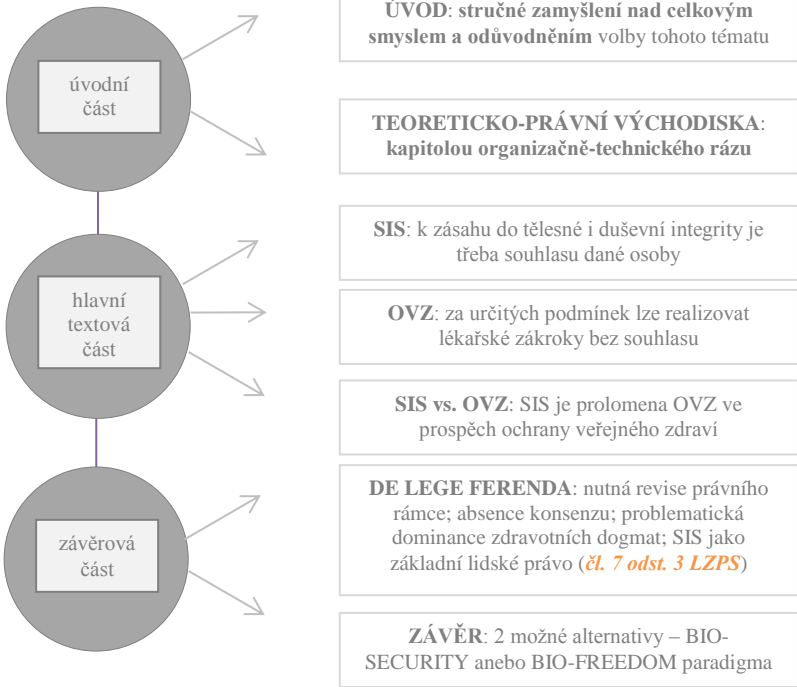 úvodní
část
ÚVOD: stručné zamyšlení nad celkovým
smyslem a odůvodněním volby tohoto tématu
TEORETICKO-PRÁVNÍ VÝCHODISKA:
kapitolou organizačně-technického rázu
hlavní
textová
část
SIS: k zásahu do tělesné i duševní integrity je
třeba souhlasu dané osoby
OVZ: za určitých podmínek lze realizovat
lékařské zákroky bez souhlasu
SIS vs. OVZ: SIS je prolomena OVZ ve
prospěch ochrany veřejného zdraví
závěrová
část
DE LEGE FERENDA: nutná revise právního
rámce; absence konsenzu; problematická
dominance zdravotních dogmat; SIS jako
základní lidské právo (čl. 7 odst. 3 LZPS)
ZÁVĚR: 2 možné alternativy – BIO-
SECURITY anebo BIO-FREEDOM paradigma